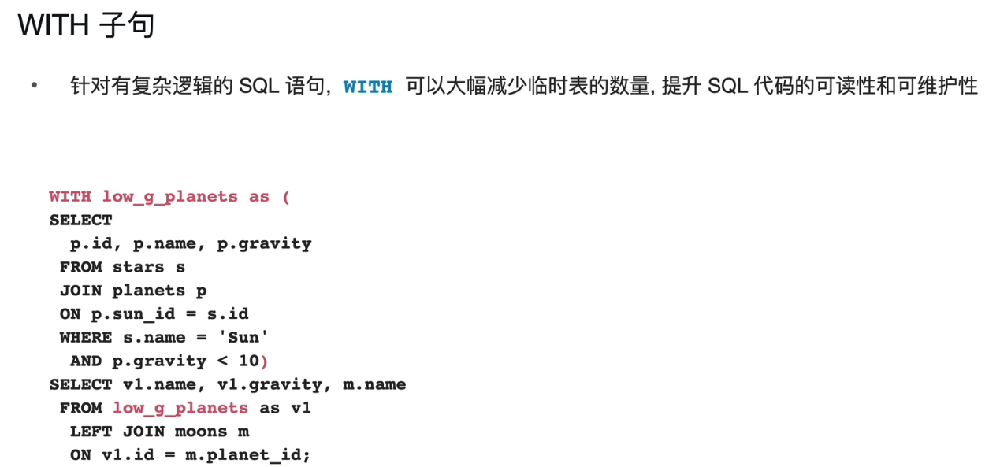 WITH 子句
• 针对有复杂逻辑的 SQL 语句, WITH 可以大幅减少临时表的数量, 提升 SQL 代码的可读性和可维护性
WITH low_g_planets as (
SELECT
p.id, p.name, p.gravity
FROM stars s
JOIN planets p
ON p.sun_id = s.id
WHERE s.name = 'Sun'
AND p.gravity < 10)
SELECT v1.name, v1.gravity, m.name
FROM low_g_planets as v1
LEFT JOIN moons m
ON v1.id = m.planet_id;